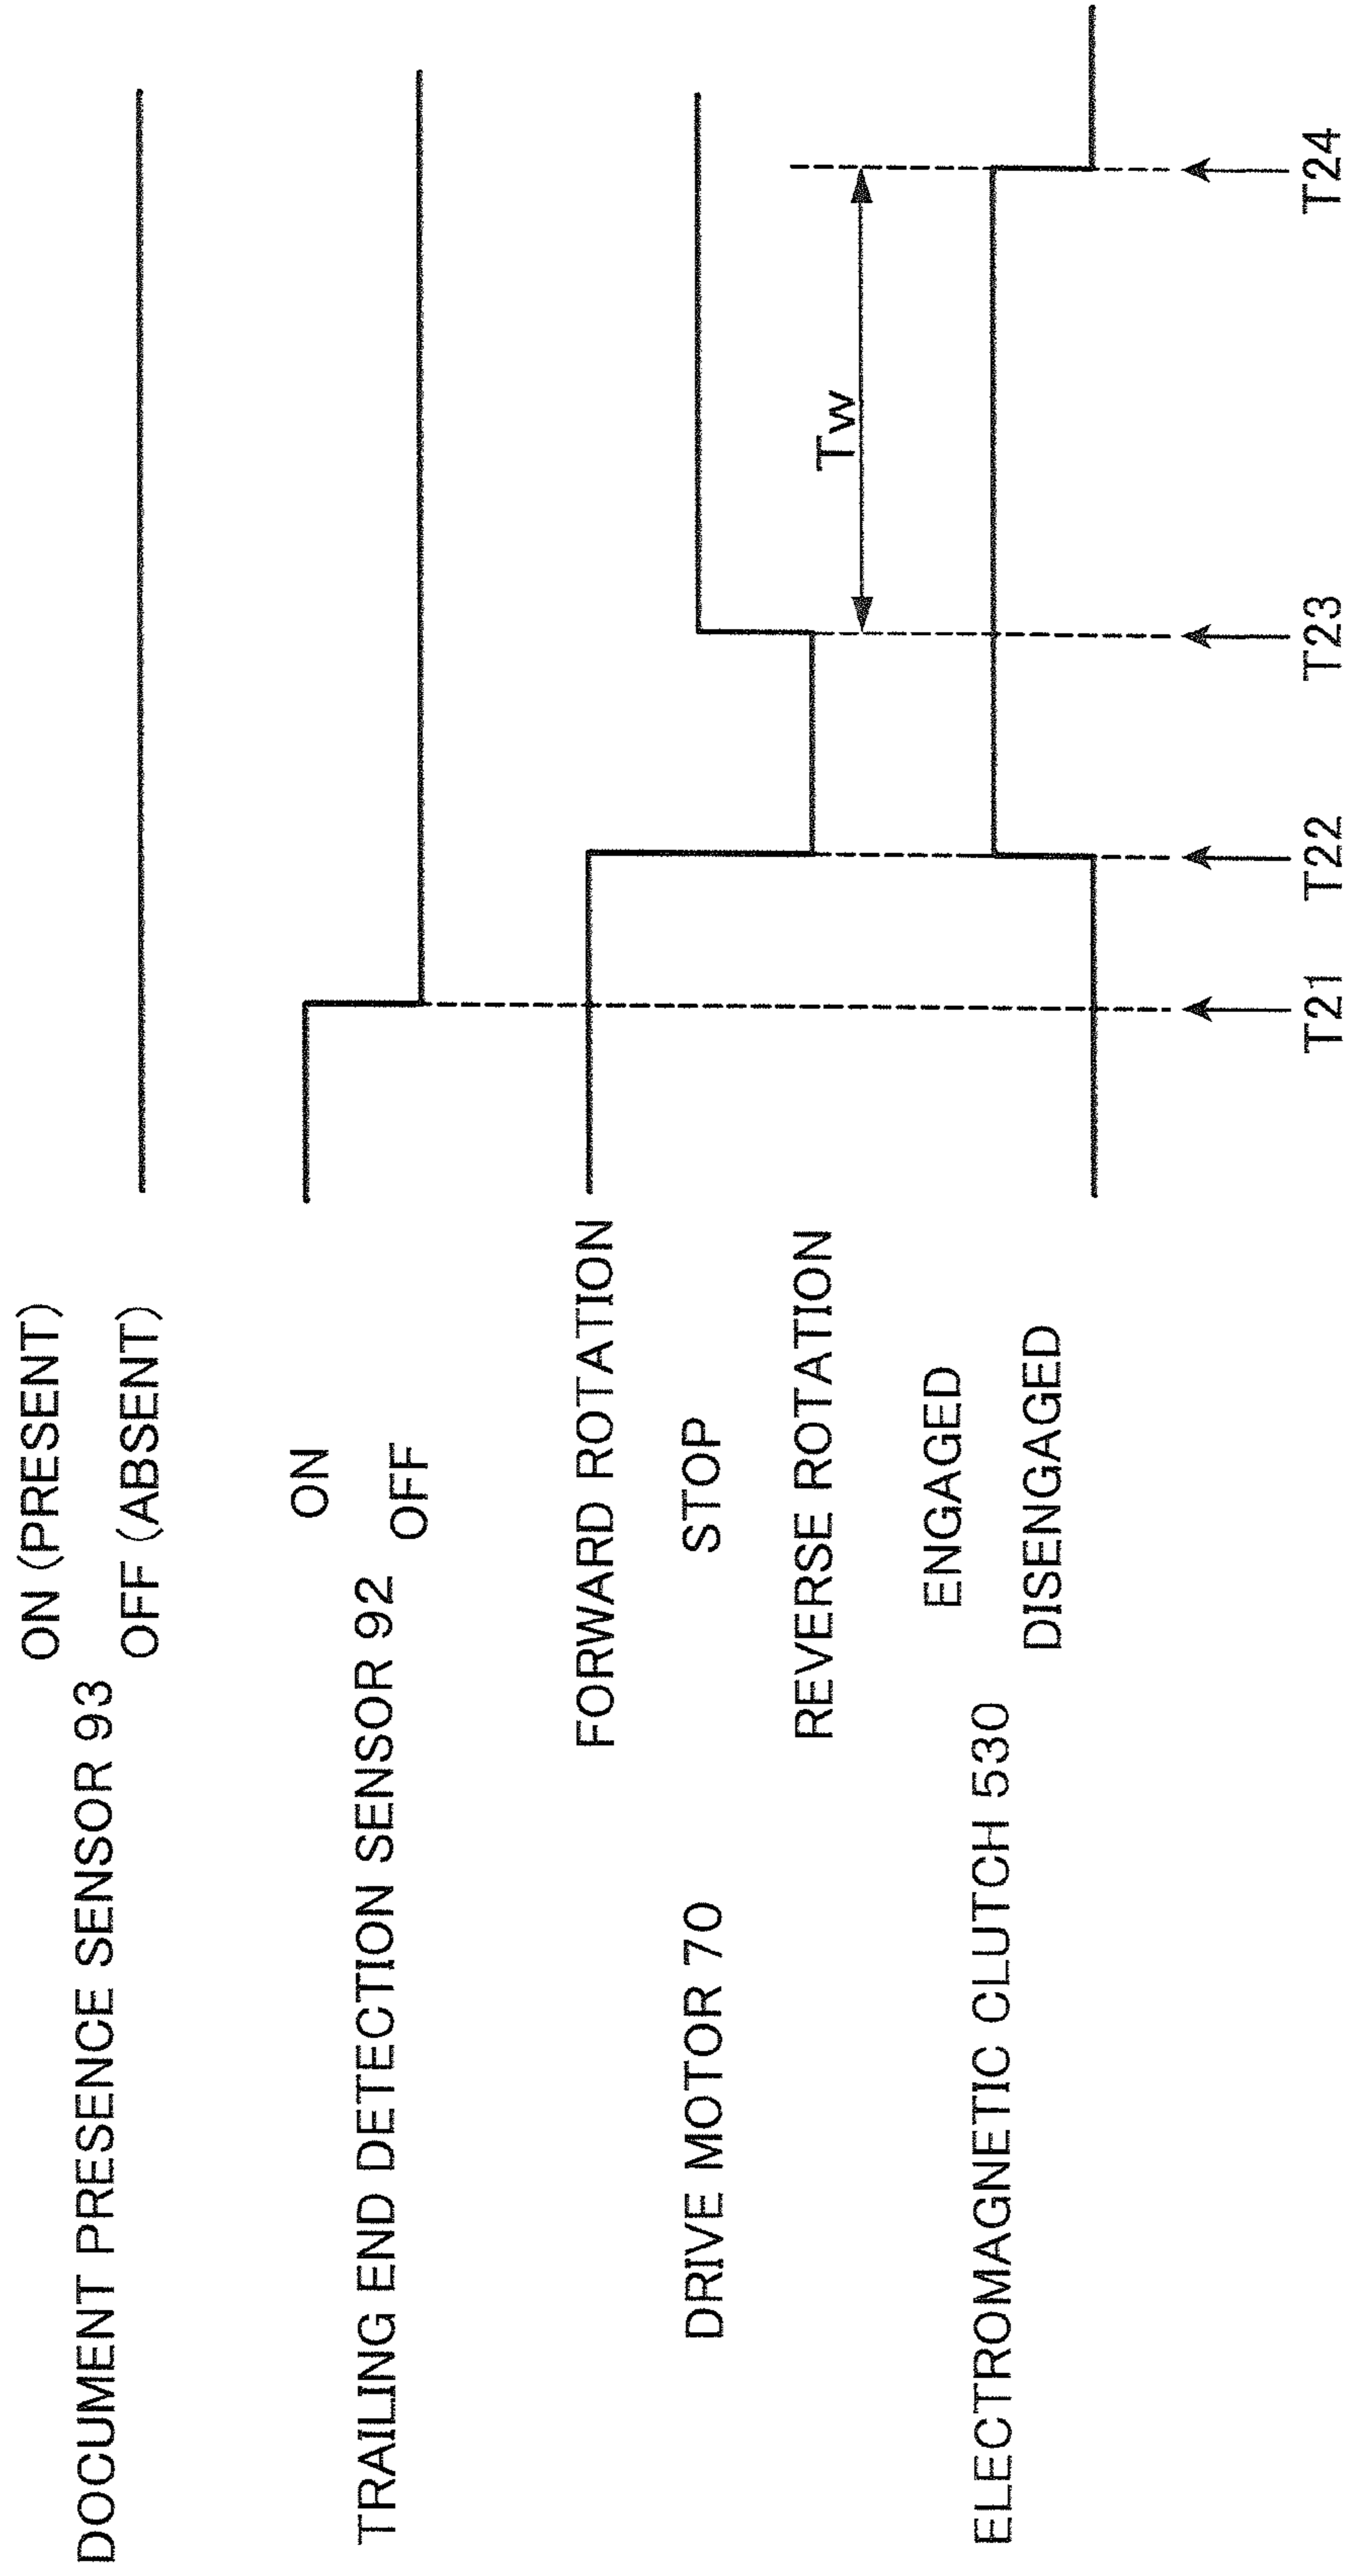 DOCUMENT PRESENCE SENSOR 93
ON (PRESENT)
OFF (ABSENT)
TRAILING END DETECTION SENSOR 92
ON
OFF
DRIVE MOTOR 70
FORWARD ROTATION
STOP
REVERSE ROTATION
Tw
ELECTROMAGNETIC CLUTCH 530
ENGAGED
DISENGAGED
T21
T22
T23
T24